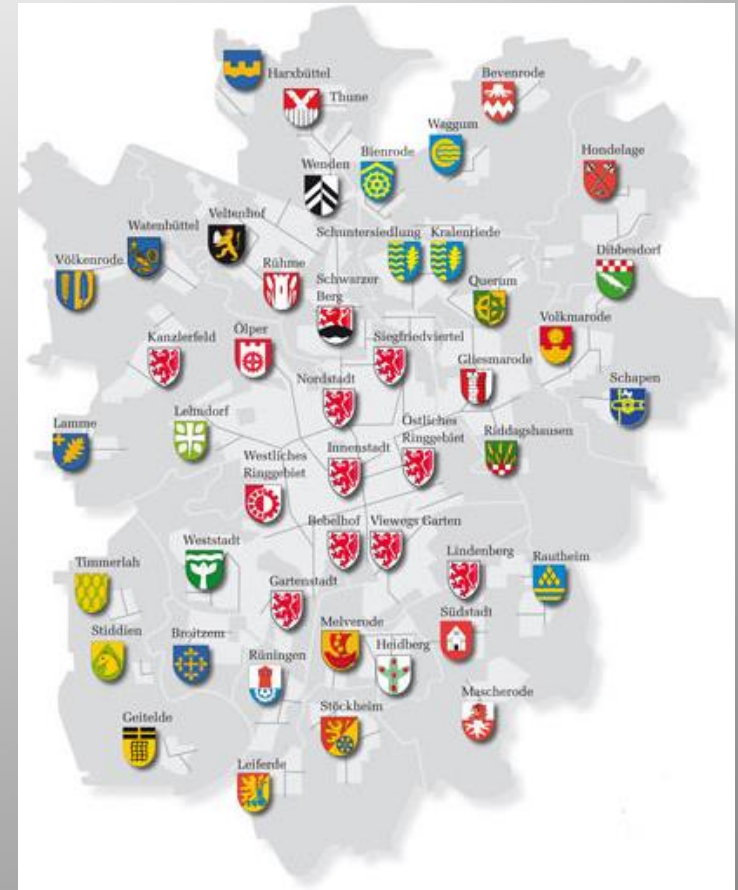 Harxbüttel
Thune
Bevenrode
Waggum
Bienrode
Hondelage
Wenden
Veltenhof
Watenbüttel
Schuntersiedlung
Kralenriede
Dibbesdorf
Völkenrode
Rühme
Schwarzer
Berg
Querum
Volkmarode
Kanzlerfeld
Ölper
Siegfriedviertel
Gliesmarode
Nordstadt
Schapen
Lamme
Lehndorf
Östliches
Ringgebiet
Riddagshausen
Innenstadt
Westliches
Ringgebiet
Bebelhof
Viewegs Garten
Weststadt
Lindenberg
Rautheim
Timmerlah
Gartenstadt
Stiddien
Broitzem
Melverode
Südstadt
Heidberg
Rüningen
Mascherode
Geitelde
Stöckheim
Leiferde